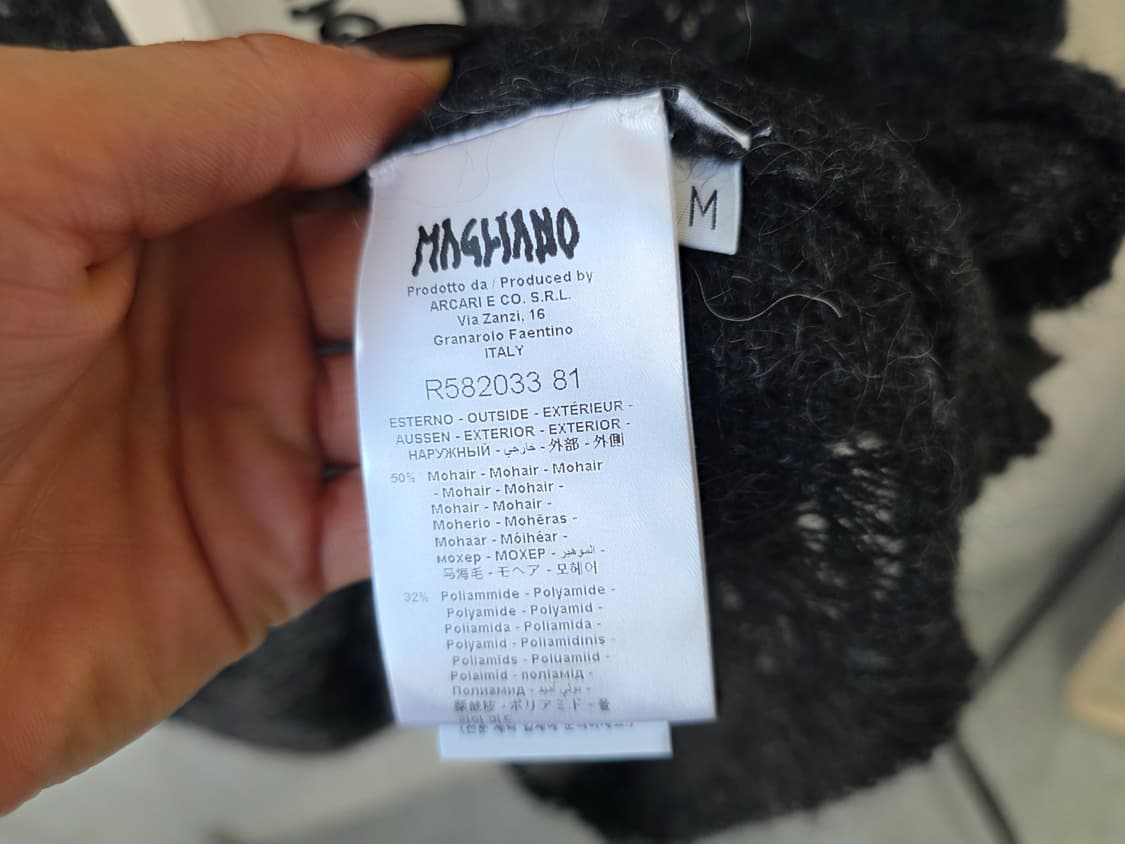 MAGLIANO
M
Prodotto da / Produced by
ARCARI E CO. S.R.L.
Via Zanzi, 16
Granarolo Faentino
ITALY
R582033 81
ESTERNO - OUTSIDE - EXTÉRIEUR -
AUSSEN - EXTERIOR - EXTERIOR -
НАРУЖНЫЙ - خارجي - 外部 - 外側
50% Mohair - Mohair - Mohair
- Mohair - Mohair -
Mohair - Mohair -
Moherio - Mohēras -
Mohaar - Móihéar -
мохер - МОХЕР - الموهير -
马海毛 - モヘア - 모헤어
32% Poliammide - Polyamide -
Polyamide - Polyamid -
Poliamida - Poliamida -
Polyamid - Poliamidinis -
Poliamīds - Poluamiid -
Polaimíd - поліамід -
Полиамид -
ポリアミド -